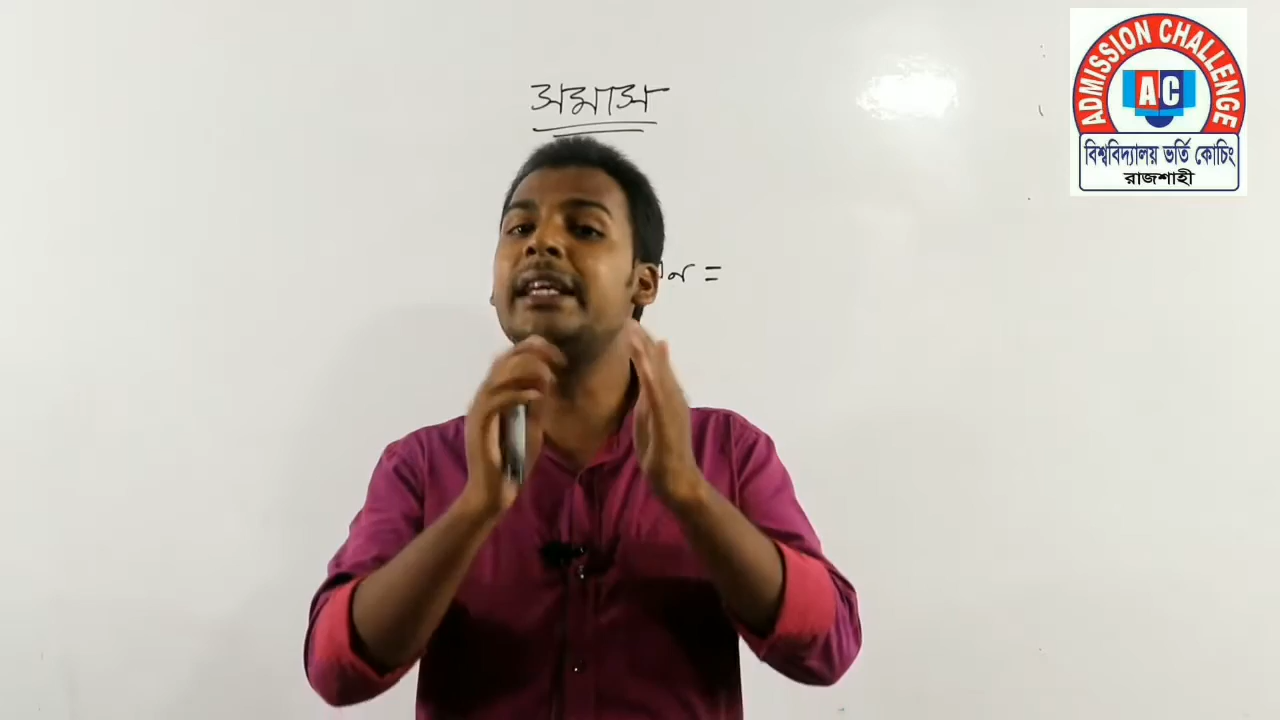 সমাস
ন =
ADMISSION CHALLENGE
AC
বিশ্ববিদ্যালয় ভর্তি কোচিং
রাজশাহী